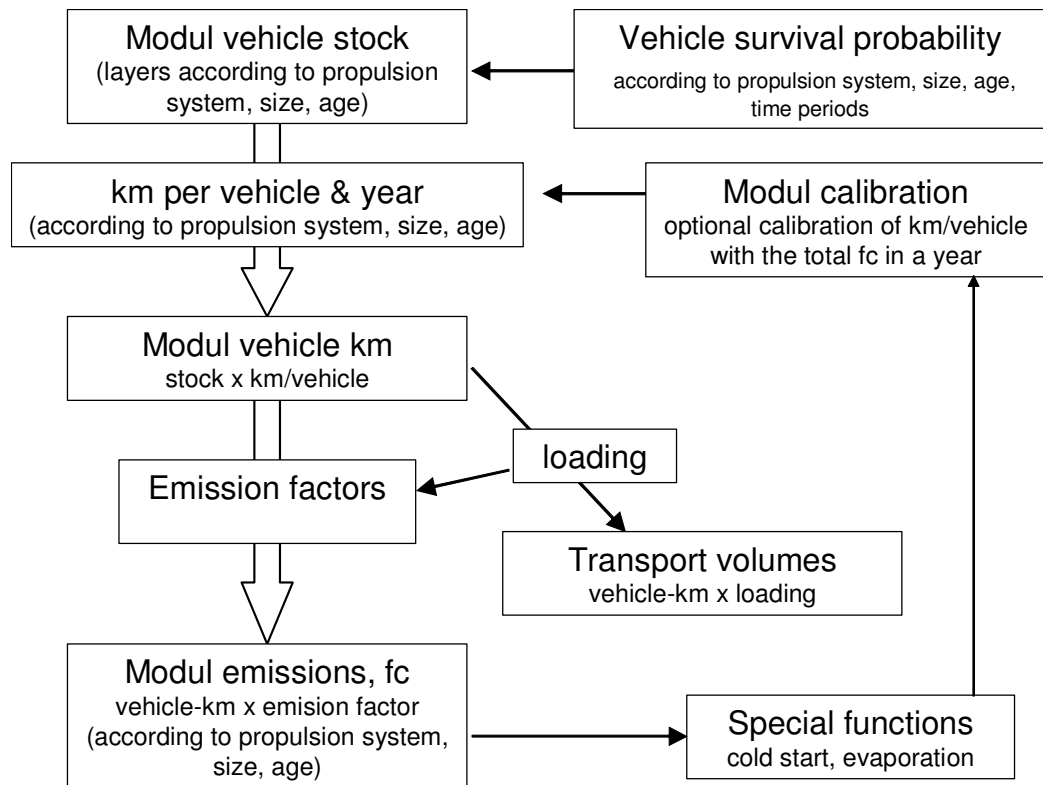 Modul vehicle stock
(layers according to propulsion
system, size, age)
Vehicle survival probability
according to propulsion system, size, age,
time periods
km per vehicle & year
(according to propulsion system, size, age)
Modul calibration
optional calibration of km/vehicle
with the total fc in a year
Modul vehicle km
stock x km/vehicle
loading
Emission factors
Transport volumes
vehicle-km x loading
Modul emissions, fc
vehicle-km x emision factor
(according to propulsion system,
size, age)
Special functions
cold start, evaporation